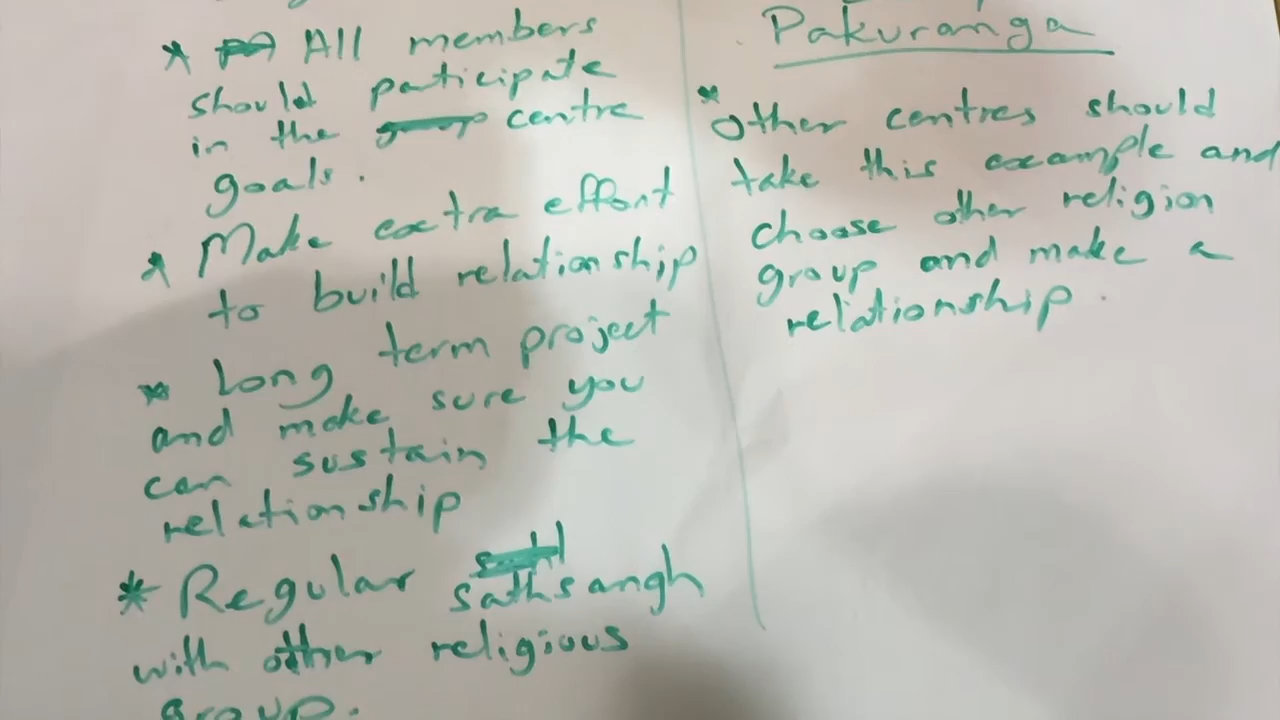 * All members
should participate
in the centre
goals.
* Make extra effort
to build relationship
* Long term project
and make sure you
can sustain the
relationship
* Regular sathsangh
with other religious
group.
Pakuranga
* Other centres should
take this example and
choose other religion
group and make a
relationship.